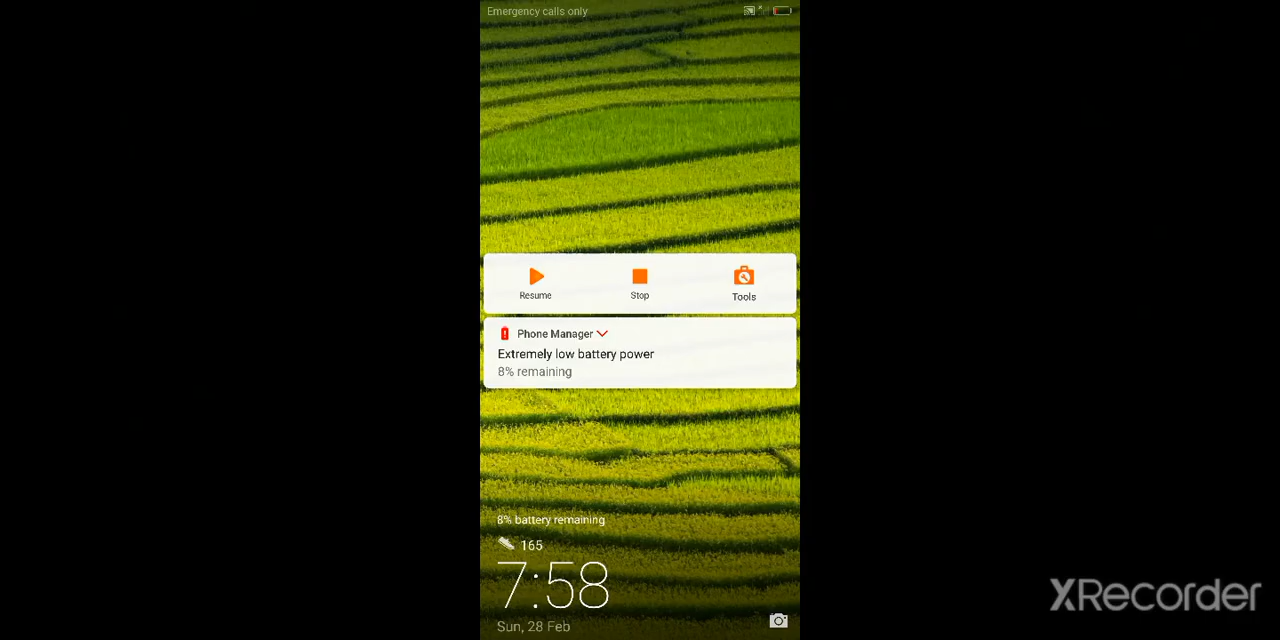 Emergency calls only
Resume
Stop
Tools
Phone Manager
Extremely low battery power
8% remaining
8% battery remaining
165
7:58
Sun, 28 Feb
XRecorder